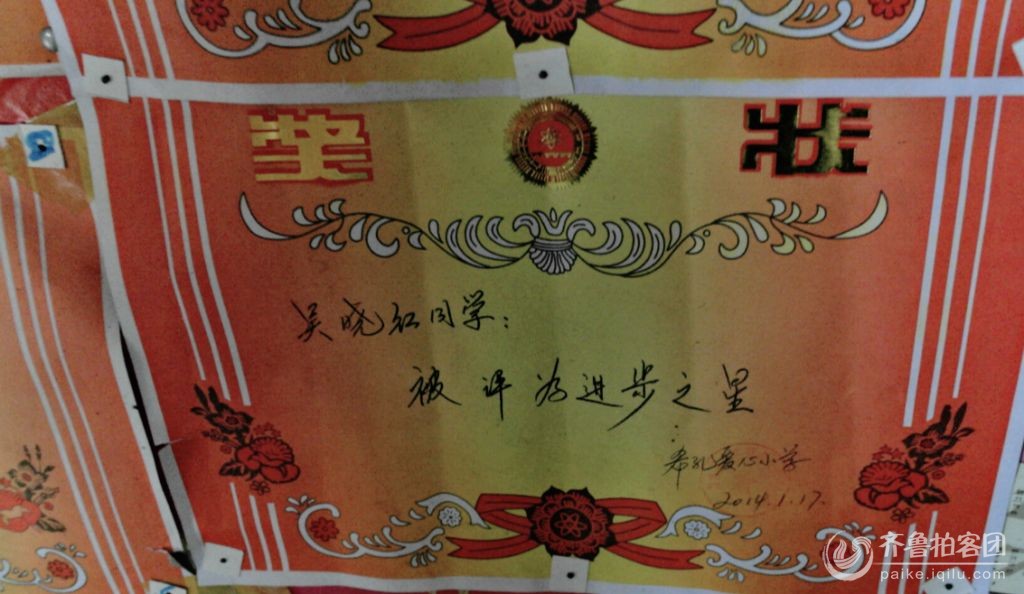 奖 状
吴晓红同学:
被评为进步之星
希孔爱心小学
2014.1.17.
齐鲁拍客团
paike.iqilu.com